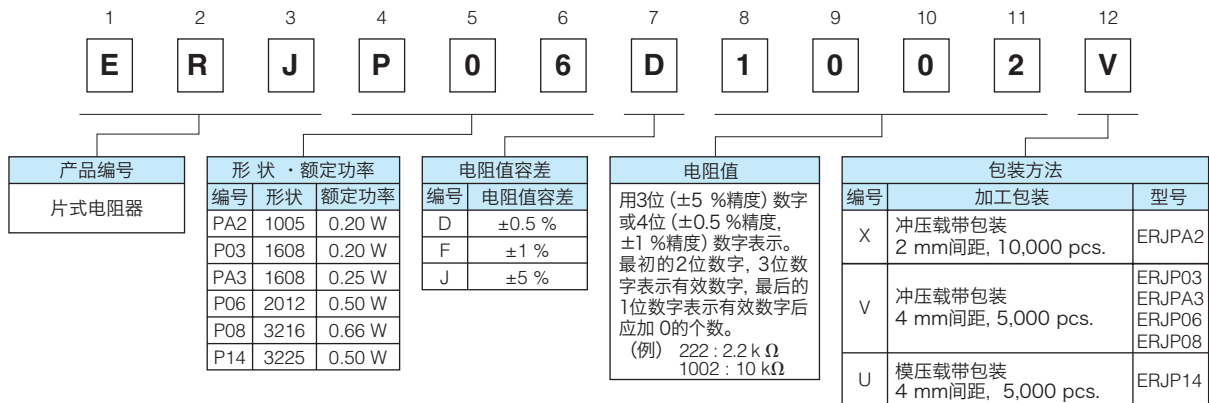 1 2 3 4 5 6 7 8 9 10 11 12
E R J P 0 6 D 1 0 0 2 V
产品编号
片式电阻器
形 状 ・额定功率
编号 形状 额定功率
PA2 1005 0.20 W
P03 1608 0.20 W
PA3 1608 0.25 W
P06 2012 0.50 W
P08 3216 0.66 W
P14 3225 0.50 W
电阻值容差
编号 电阻值容差
D ±0.5 %
F ±1 %
J ±5 %
电阻值
用3位 (±5 %精度) 数字
或4位 (±0.5 %精度,
±1 %精度) 数字表示。
最初的2位数字, 3位数
字表示有效数字, 最后的
1位数字表示有效数字后
应加 0的个数。
(例) 222 : 2.2 k Ω
1002 : 10 kΩ
包装方法
编号 加工包装 型号
X 冲压载带包装
2 mm间距, 10,000 pcs. ERJPA2
V 冲压载带包装
4 mm间距, 5,000 pcs.
ERJP03
ERJPA3
ERJP06
ERJP08
U 模压载带包装
4 mm间距, 5,000 pcs. ERJP14